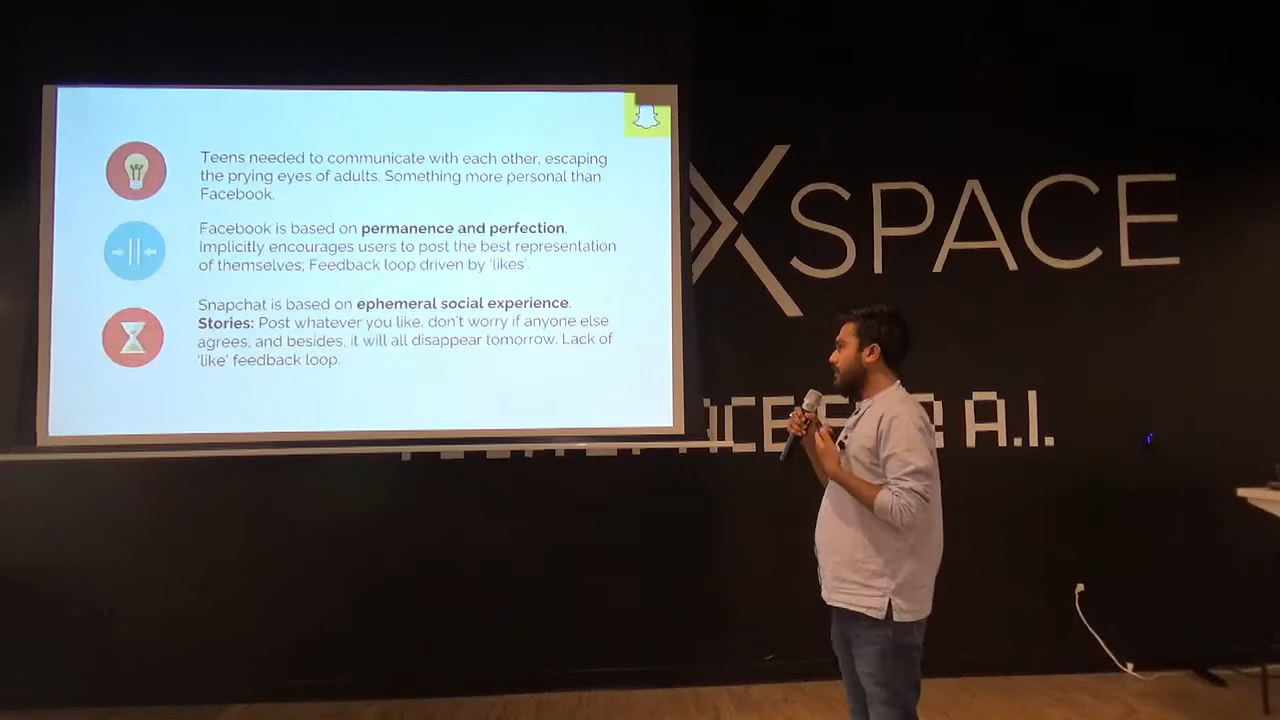 Teens needed to communicate with each other, escaping
the prying eyes of adults. Something more personal than
Facebook.
Facebook is based on permanence and perfection.
Implicitly encourages users to post the best representation
of themselves; Feedback loop driven by 'likes'.
Snapchat is based on ephemeral social experience.
Stories: Post whatever you like, don't worry if anyone else
agrees, and besides, it will all disappear tomorrow. Lack of
'like' feedback loop.
XSPACE
A.I.